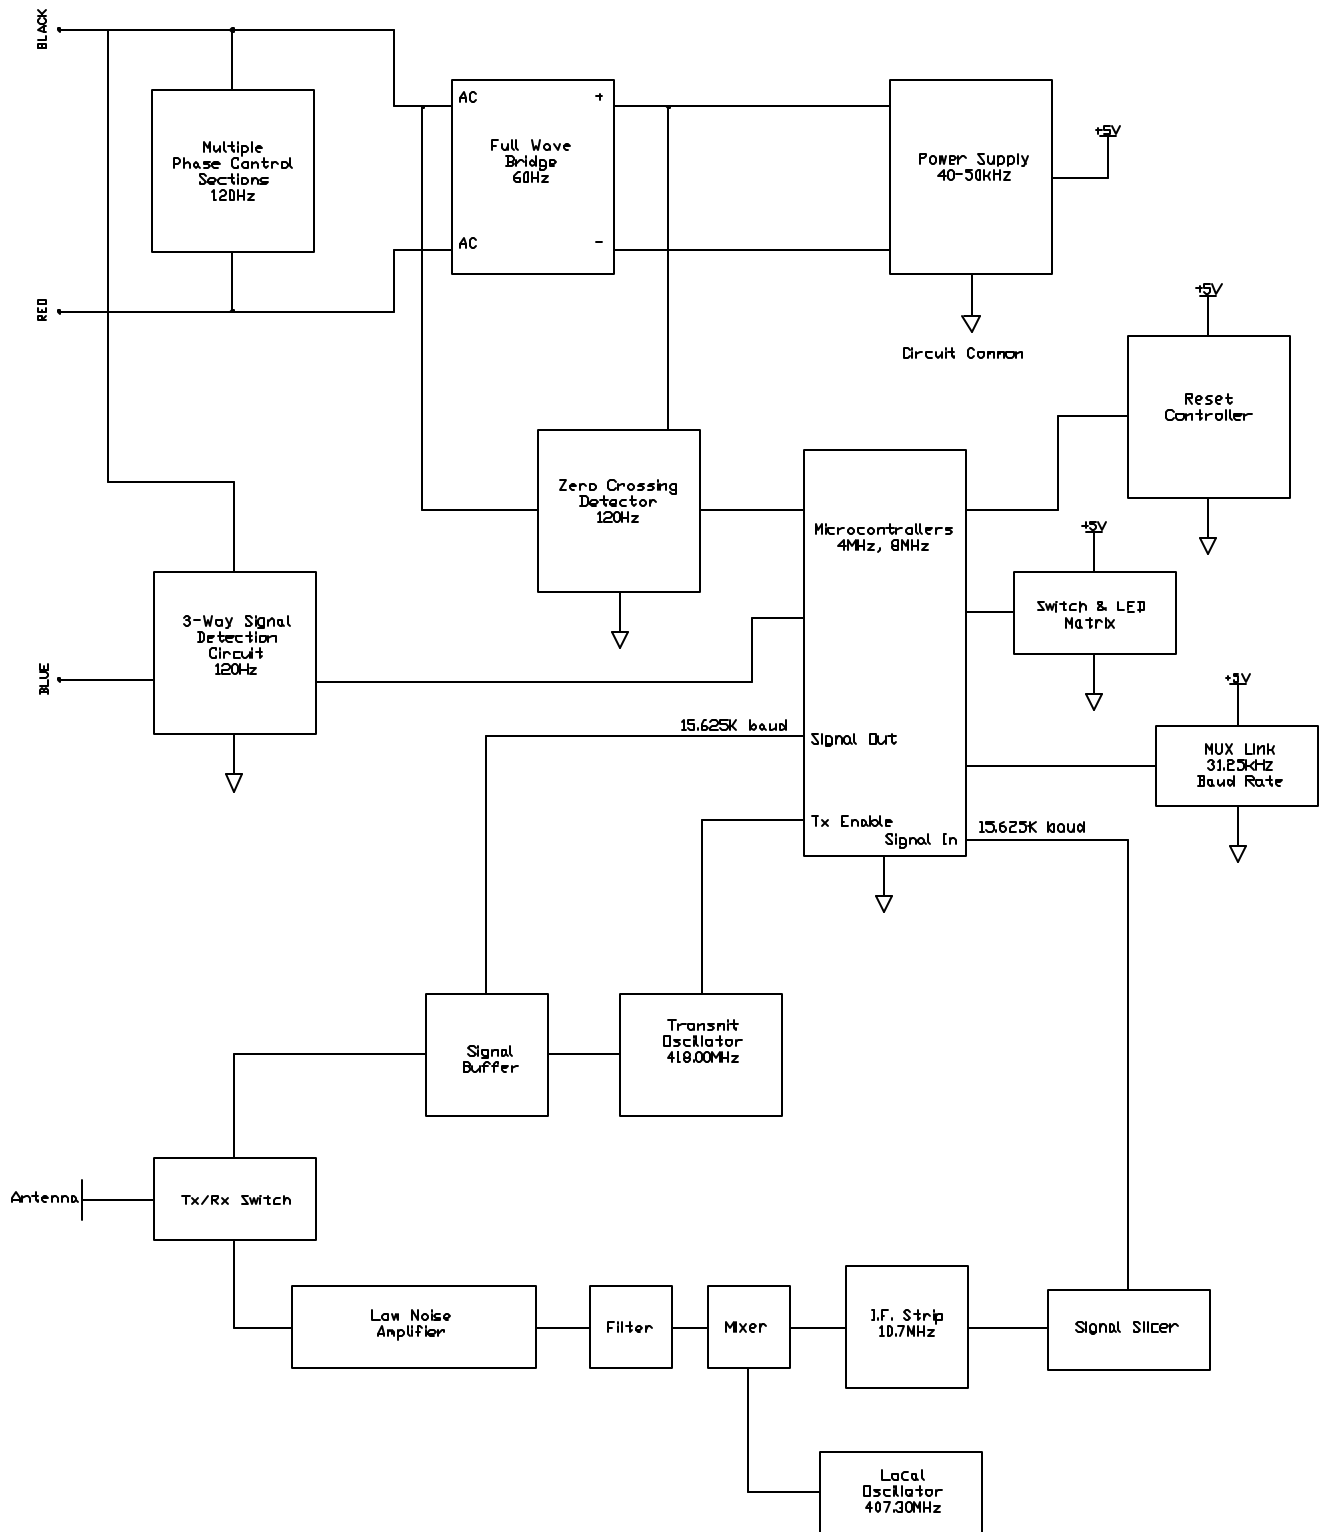 BLACK
AC
+
Multiple
Phase Control
Sections
120Hz
Full Wave
Bridge
60Hz
Power Supply
40-50kHz
+5V
AC
-
RED
+5V
Circuit Common
Reset
Controller
Zero Crossing
Detector
120Hz
Microcontrollers
4MHz, 8MHz
+5V
Switch & LED
Matrix
3-Way Signal
Detection
Circuit
120Hz
BLUE
+5V
15.625K baud
Signal Out
MUX Link
31.25kHz
Baud Rate
Tx Enable
Signal In
15.625K baud
Transmit
Oscillator
418.00MHz
Signal
Buffer
Antenna
Tx/Rx Switch
Low Noise
Amplifier
Filter
Mixer
I.F. Strip
10.7MHz
Signal Slicer
LoCal
Oscillator
407.30MHz